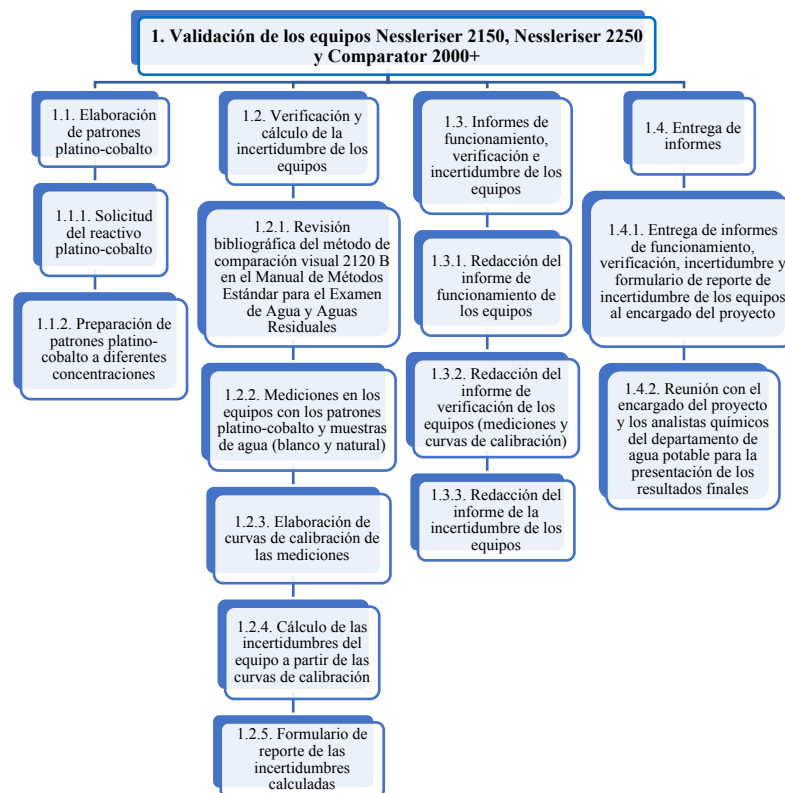 1. Validación de los equipos Nessleriser 2150, Nessleriser 2250
y Comparator 2000+
1.1. Elaboración
de patrones
platino-cobalto
1.1.1. Solicitud
del reactivo
platino-cobalto
1.1.2. Preparación de
patrones platino-
cobalto a diferentes
concentraciones
1.2. Verificación y
cálculo de la
incertidumbre de los
equipos
1.2.1. Revisión
bibliográfica del método de
comparación visual 2120 B
en el Manual de Métodos
Estándar para el Examen
de Agua y Aguas
Residuales
1.2.2. Mediciones en los
equipos con los patrones
platino-cobalto y muestras
de agua (blanco y natural)
1.2.3. Elaboración de
curvas de calibración de
las mediciones
1.2.4. Cálculo de las
incertidumbres del
equipo a partir de las
curvas de calibración
1.2.5. Formulario de
reporte de las
incertidumbres
calculadas
1.3. Informes de
funcionamiento,
verificación e
incertidumbre de los
equipos
1.3.1. Redacción del
informe de
funcionamiento de
los equipos
1.3.2. Redacción del
informe de
verificación de los
equipos (mediciones y
curvas de calibración)
1.3.3. Redacción del
informe de la
incertidumbre de los
equipos
1.4. Entrega de
informes
1.4.1. Entrega de informes
de funcionamiento,
verificación, incertidumbre y
formulario de reporte de
incertidumbre de los equipos
al encargado del proyecto
1.4.2. Reunión con el
encargado del proyecto
y los analistas químicos
del departamento de
agua potable para la
presentación de los
resultados finales